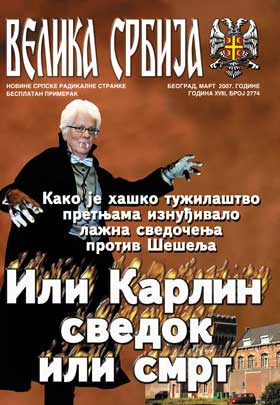 ВЕЛИКА СРБИЈА
НОВИНЕ СРПСКЕ РАДИКАЛНЕ СТРАНКЕ
БЕСПЛАТАН ПРИМЕРАК
БЕОГРАД, МАРТ 2007. ГОДИНЕ
ГОДИНА XVIII, БРОЈ 2774
Како је хашко тужилаштво
претњама изнуђивало
лажна сведочења
против Шешеља
Или Карлин
сведок
или смрт